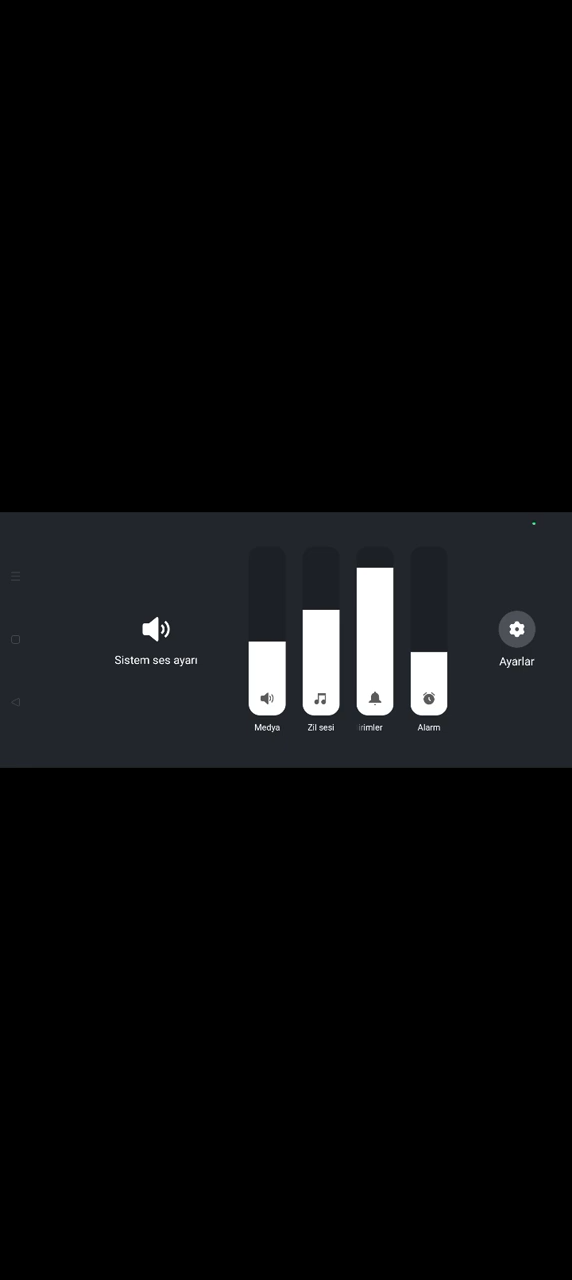 Sistem ses ayarı
Medya
Zil sesi
irimler
Alarm
Ayarlar